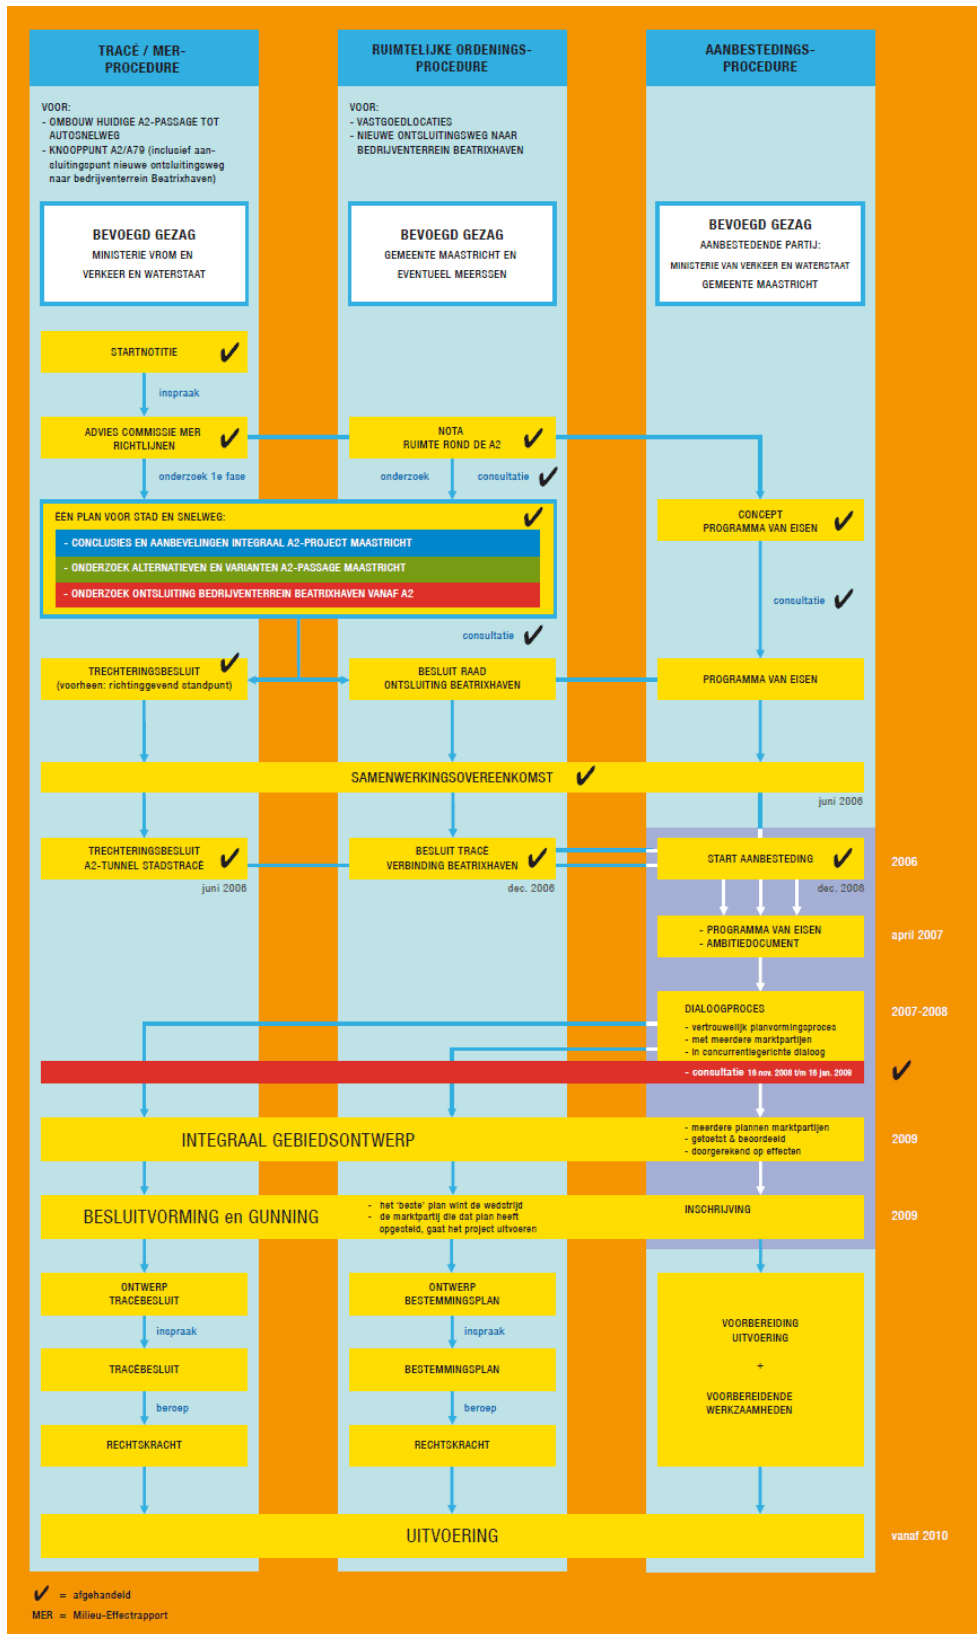 TRACÉ / MER-
PROCEDURE
RUIMTELIJKE ORDENINGS-
PROCEDURE
AANBESTEDINGS-
PROCEDURE
VOOR:
- OMBOUW HUIDIGE A2-PASSAGE TOT
AUTOSNELWEG
- KNOOPPUNT A2/A79 (inclusief aan-
sluitingspunt nieuwe ontsluitingsweg
naar bedrijventerrein Beatrixhaven)
VOOR:
- VASTGOEDLOCATIES
- NIEUWE ONTSLUITINGSWEG NAAR
BEDRIJVENTERREIN BEATRIXHAVEN
BEVOEGD GEZAG
MINISTERIE VROM EN
VERKEER EN WATERSTAAT
BEVOEGD GEZAG
GEMEENTE MAASTRICHT EN
EVENTUEEL MEERSSEN
BEVOEGD GEZAG
AANBESTEDENDE PARTIJ:
MINISTERIE VAN VERKEER EN WATERSTAAT
GEMEENTE MAASTRICHT
STARTNOTITIE
inspraak
ADVIES COMMISSIE MER
RICHTLIJNEN
NOTA
RUIMTE ROND DE A2
onderzoek 1e fase
onderzoek
consultatie
ÉÉN PLAN VOOR STAD EN SNELWEG:
- CONCLUSIES EN AANBEVELINGEN INTEGRAAL A2-PROJECT MAASTRICHT
- ONDERZOEK ALTERNATIEVEN EN VARIANTEN A2-PASSAGE MAASTRICHT
- ONDERZOEK ONTSLUITING BEDRIJVENTERREIN BEATRIXHAVEN VANAF A2
CONCEPT
PROGRAMMA VAN EISEN
consultatie
consultatie
TRECHTERINGSBESLUIT
(voorheen: richtinggevend standpunt)
BESLUIT RAAD
ONTSLUITING BEATRIXHAVEN
PROGRAMMA VAN EISEN
SAMENWERKINGSOVEREENKOMST
juni 2006
TRECHTERINGSBESLUIT
A2-TUNNEL STADSTRACÉ
juni 2006
BESLUIT TRACÉ
VERBINDING BEATRIXHAVEN
dec. 2006
START AANBESTEDING
dec. 2006
2006
- PROGRAMMA VAN EISEN
- AMBITIEDOCUMENT
april 2007
DIALOOGPROCES
- vertrouwelijk planvormingsproces
- met meerdere marktpartijen
- in concurrentiegerichte dialoog
2007-2008
- consultatie 16 nov. 2008 t/m 16 jan. 2009
INTEGRAAL GEBIEDSONTWERP
- meerdere plannen marktpartijen
- getoetst & beoordeeld
- doorgerekend op effecten
2009
BESLUITVORMING en GUNNING
- het 'beste' plan wint de wedstrijd
- de marktpartij die dat plan heeft
opgesteld, gaat het project uitvoeren
INSCHRIJVING
2009
ONTWERP
TRACÉBESLUIT
inspraak
TRACÉBESLUIT
beroep
RECHTSKRACHT
ONTWERP
BESTEMMINGSPLAN
inspraak
BESTEMMINGSPLAN
beroep
RECHTSKRACHT
VOORBEREIDING
UITVOERING
+
VOORBEREIDENDE
WERKZAAMHEDEN
UITVOERING
vanaf 2010
✔ = afgehandeld
MER = Milieu-Effectrapport